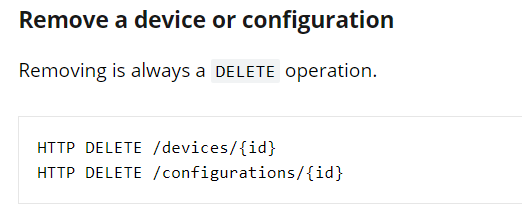 Remove a device or configuration
Removing is always a DELETE operation.
HTTP DELETE /devices/{id}
HTTP DELETE /configurations/{id}